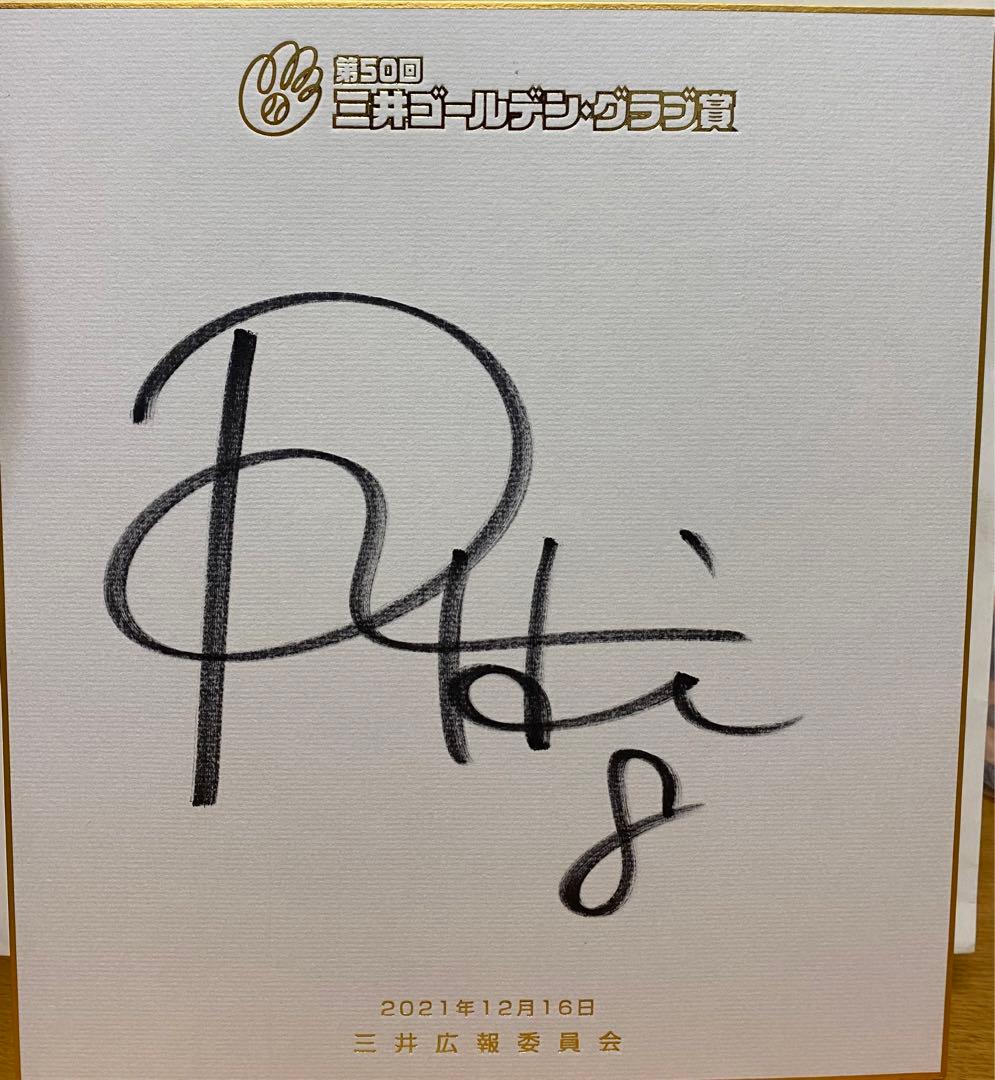 第50回
三井ゴールデン・グラブ賞
8
2021年12月16日
三井広報委員会